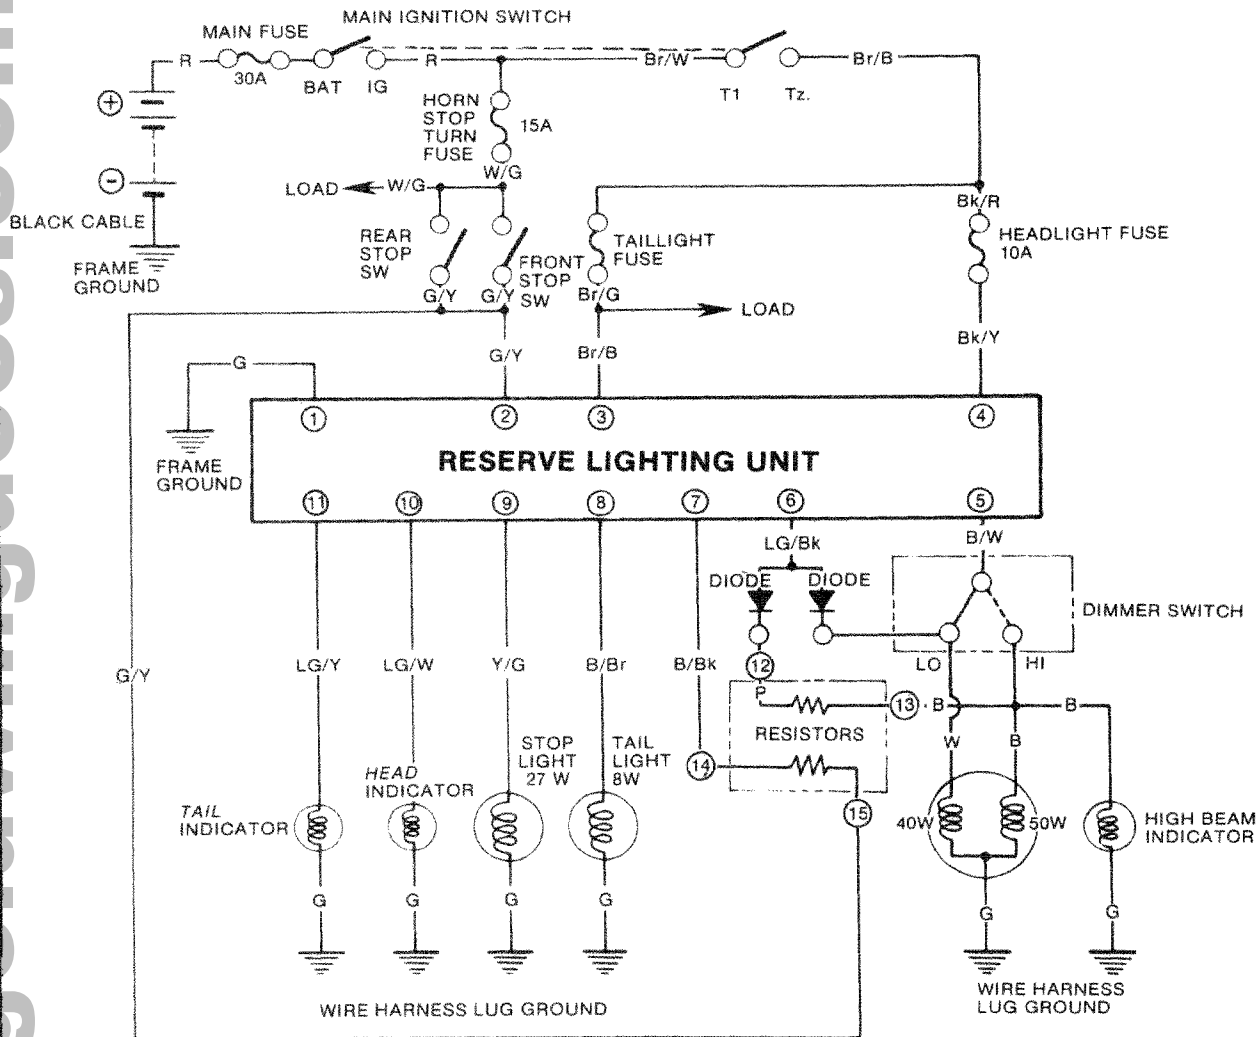 MAIN IGNITION SWITCH
MAIN FUSE
R
30A
BAT
IG
R
Br/W
T1
Tz.
Br/B
+
HORN
STOP
TURN
FUSE
15A
W/G
LOAD
W/G
−
BLACK CABLE
FRAME
GROUND
REAR
STOP
SW
FRONT
STOP
SW
G/Y
G/Y
TAILLIGHT
FUSE
Br/G
LOAD
Bk/R
HEADLIGHT FUSE
10A
Bk/Y
G
G/Y
Br/B
1
2
3
4
FRAME
GROUND
RESERVE LIGHTING UNIT
11
10
9
8
7
6
5
LG/Bk
B/W
DIODE
DIODE
DIMMER SWITCH
LO
HI
G/Y
LG/Y
LG/W
Y/G
B/Br
B/Bk
12
P
13
B
B
RESISTORS
14
15
W
B
STOP
LIGHT
27 W
TAIL
LIGHT
8W
HEAD
INDICATOR
TAIL
INDICATOR
40W
50W
HIGH BEAM
INDICATOR
G
G
G
G
G
G
WIRE HARNESS LUG GROUND
WIRE HARNESS
LUG GROUND